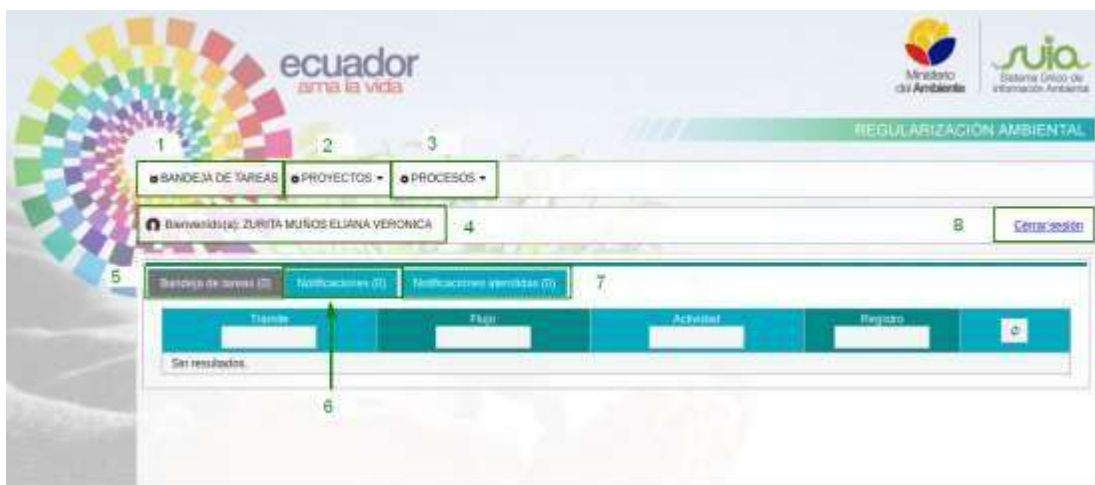 ecuador
ama la vida
Ministerio
del Ambiente
suia
Sistema Único de
Información Ambiental
REGULARIZACIÓN AMBIENTAL
1
2
3
BANDEJA DE TAREAS
PROYECTOS
PROCESOS
Bienvenido(a): ZURITA MUÑOS ELIANA VERONICA
4
8
Cerrar sesión
5
Bandeja de tareas (0)
Notificaciones (0)
Notificaciones atendidas (0)
7
Trámite
Flujo
Actividad
Registro
Sin resultados.
6